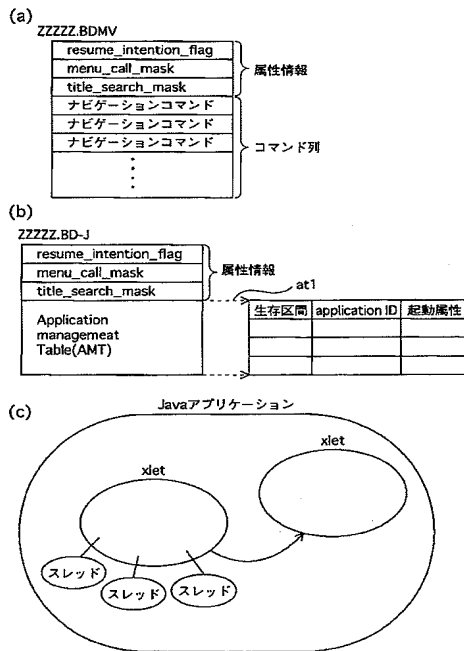 (a)
ZZZZZ.BDMV
resume_intention_flag
menu_call_mask
title_search_mask
属性情報
ナビゲーションコマンド
ナビゲーションコマンド
ナビゲーションコマンド
コマンド列
(b)
ZZZZZ.BD-J
resume_intention_flag
menu_call_mask
title_search_mask
属性情報
at1
Application
managemeat
Table(AMT)
生存区間 application ID 起動属性
(c)
Javaアプリケーション
xlet
xlet
スレッド
スレッド
スレッド